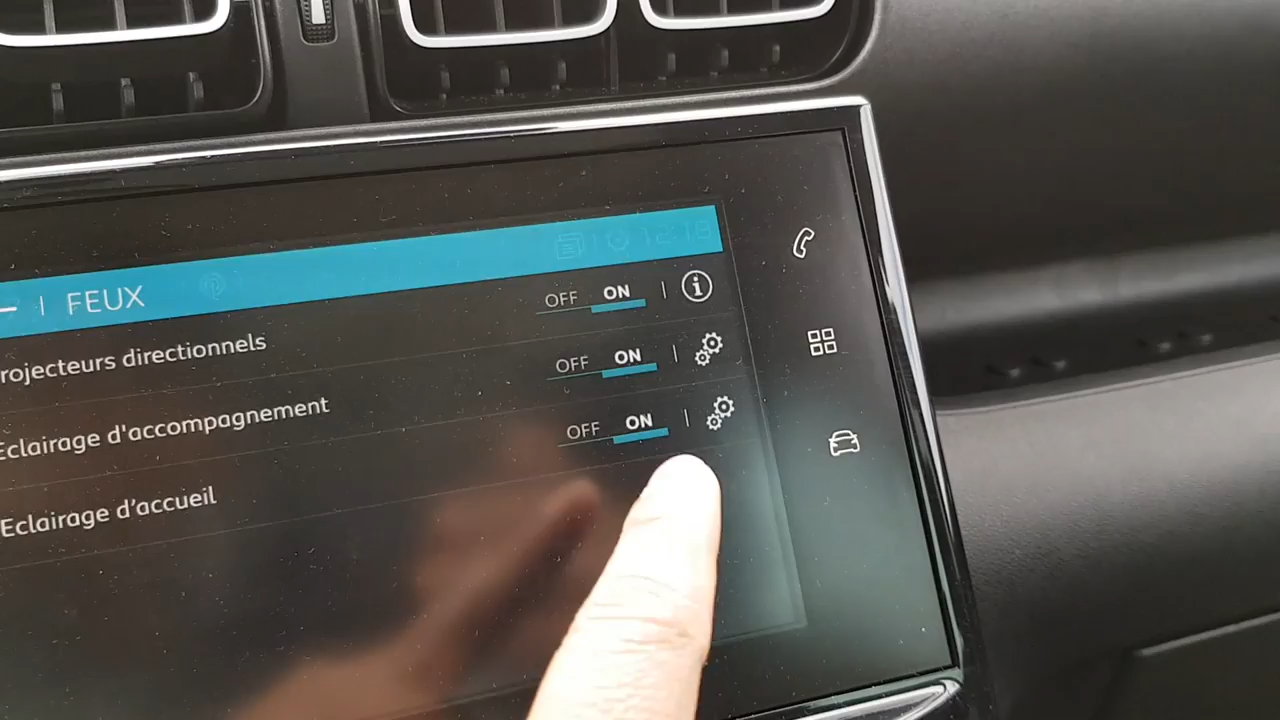 FEUX
rojecteurs directionnels OFF ON
Eclairage d'accompagnement OFF ON
Eclairage d'accueil OFF ON